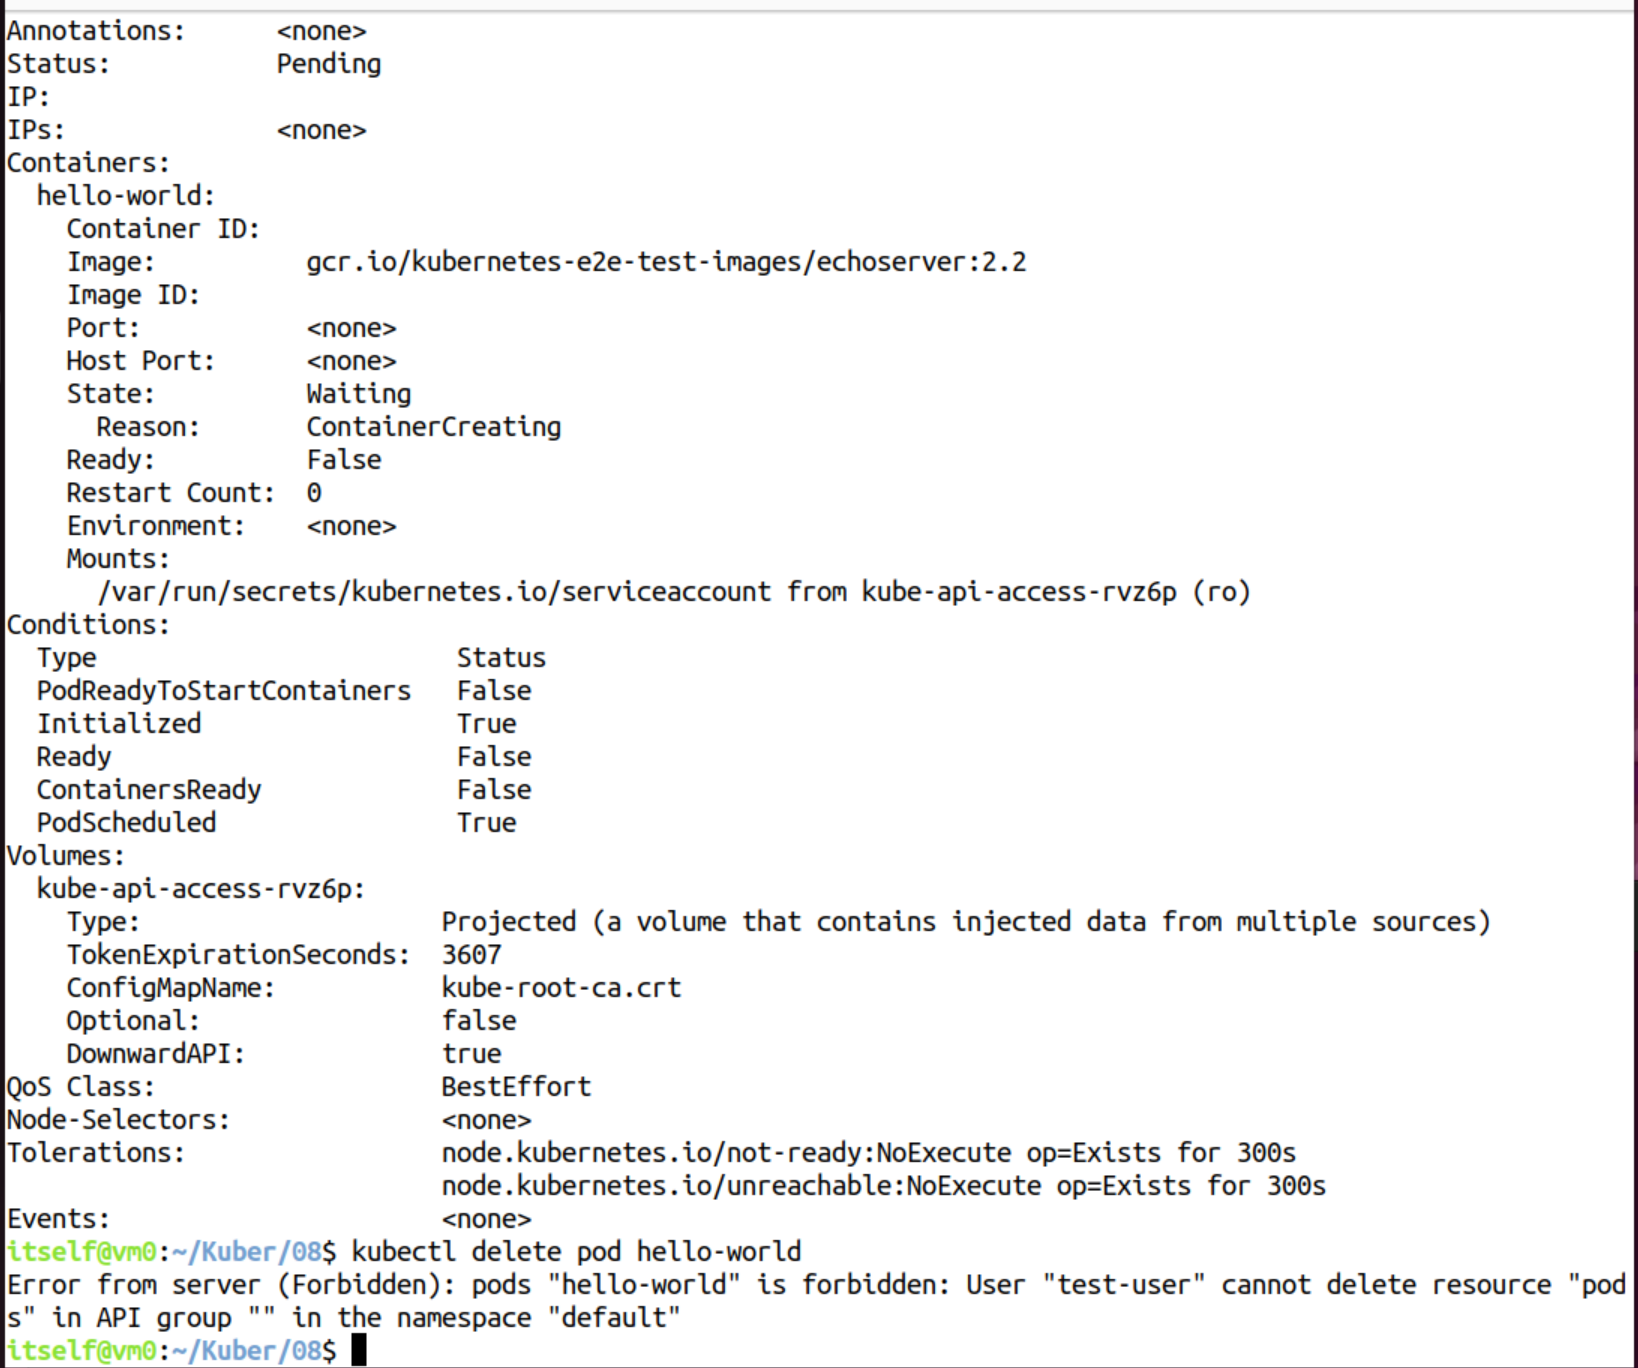 Annotations:      <none>
Status:           Pending
IP:
IPs:              <none>
Containers:
  hello-world:
    Container ID:
    Image:          gcr.io/kubernetes-e2e-test-images/echoserver:2.2
    Image ID:
    Port:           <none>
    Host Port:      <none>
    State:          Waiting
      Reason:       ContainerCreating
    Ready:          False
    Restart Count:  0
    Environment:    <none>
    Mounts:
      /var/run/secrets/kubernetes.io/serviceaccount from kube-api-access-rvz6p (ro)
Conditions:
  Type                        Status
  PodReadyToStartContainers   False
  Initialized                 True
  Ready                       False
  ContainersReady             False
  PodScheduled                True
Volumes:
  kube-api-access-rvz6p:
    Type:                    Projected (a volume that contains injected data from multiple sources)
    TokenExpirationSeconds:  3607
    ConfigMapName:           kube-root-ca.crt
    Optional:                false
    DownwardAPI:             true
QoS Class:                   BestEffort
Node-Selectors:              <none>
Tolerations:                 node.kubernetes.io/not-ready:NoExecute op=Exists for 300s
                             node.kubernetes.io/unreachable:NoExecute op=Exists for 300s
Events:                      <none>
itself@vm0:~/Kuber/08$ kubectl delete pod hello-world
Error from server (Forbidden): pods "hello-world" is forbidden: User "test-user" cannot delete resource "pod
s" in API group "" in the namespace "default"
itself@vm0:~/Kuber/08$